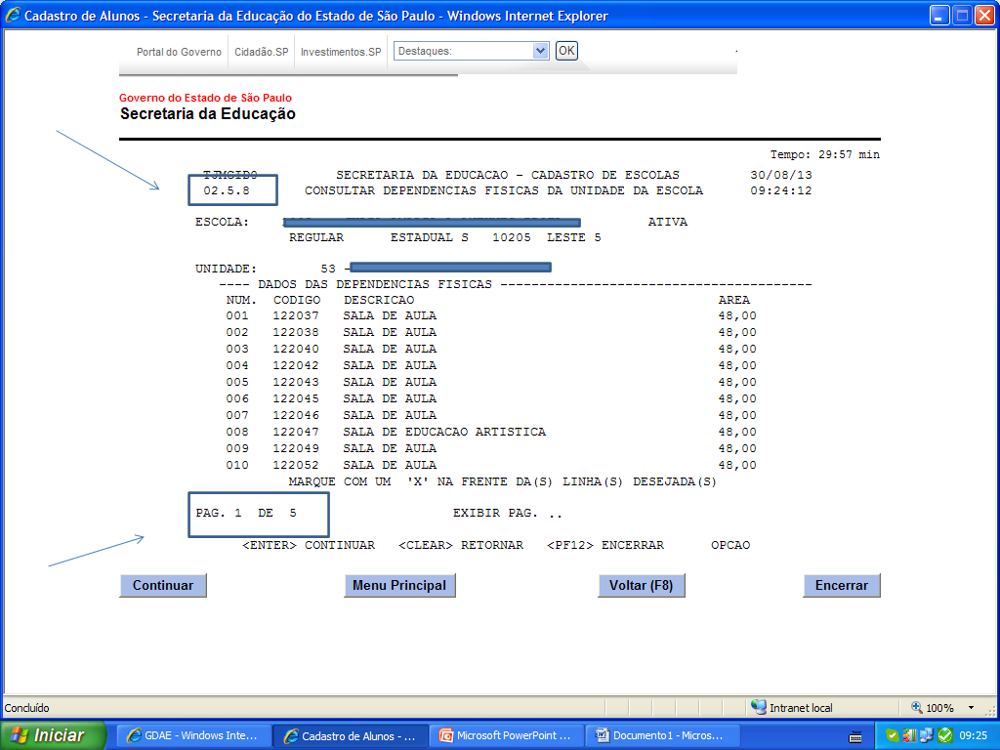 Cadastro de Alunos - Secretaria da Educação do Estado de São Paulo - Windows Internet Explorer
Portal do Governo Cidadão.SP Investimentos.SP Destaques: OK
Governo do Estado de São Paulo
Secretaria da Educação
Tempo: 29:57 min
SECRETARIA DA EDUCACAO - CADASTRO DE ESCOLAS 30/08/13
02.5.8 CONSULTAR DEPENDENCIAS FISICAS DA UNIDADE DA ESCOLA 09:24:12
ESCOLA: ATIVA
REGULAR ESTADUAL S 10205 LESTE 5
UNIDADE: 53 -
---- DADOS DAS DEPENDENCIAS FISICAS ----------------------------------------
NUM. CODIGO DESCRICAO AREA
001 122037 SALA DE AULA 48,00
002 122038 SALA DE AULA 48,00
003 122040 SALA DE AULA 48,00
004 122042 SALA DE AULA 48,00
005 122043 SALA DE AULA 48,00
006 122045 SALA DE AULA 48,00
007 122046 SALA DE AULA 48,00
008 122047 SALA DE EDUCACAO ARTISTICA 48,00
009 122049 SALA DE AULA 48,00
010 122052 SALA DE AULA 48,00
MARQUE COM UM 'X' NA FRENTE DA(S) LINHA(S) DESEJADA(S)
PAG. 1 DE 5 EXIBIR PAG. ..
<ENTER> CONTINUAR <CLEAR> RETORNAR <PF12> ENCERRAR OPCAO
Continuar Menu Principal Voltar (F8) Encerrar
Concluído Intranet local 100%
Iniciar GDAE - Windows Inte... Cadastro de Alunos - ... Microsoft PowerPoint ... Documento1 - Micros... 09:25